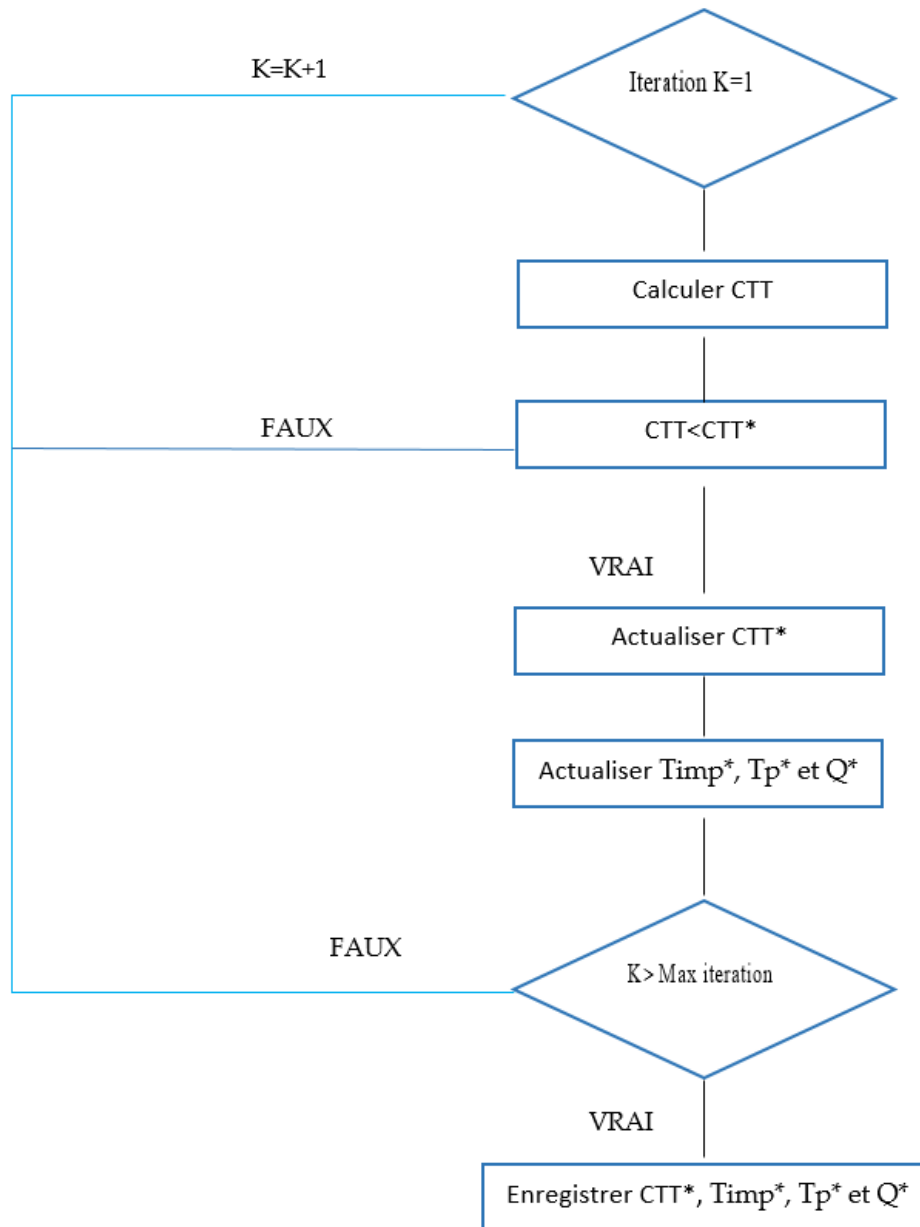 K=K+1
Iteration K=1
Calculer CTT
FAUX
CTT<CTT*
VRAI
Actualiser CTT*
Actualiser Timp*, Tp* et Q*
FAUX
K> Max iteration
VRAI
Enregistrer CTT*, Timp*, Tp* et Q*